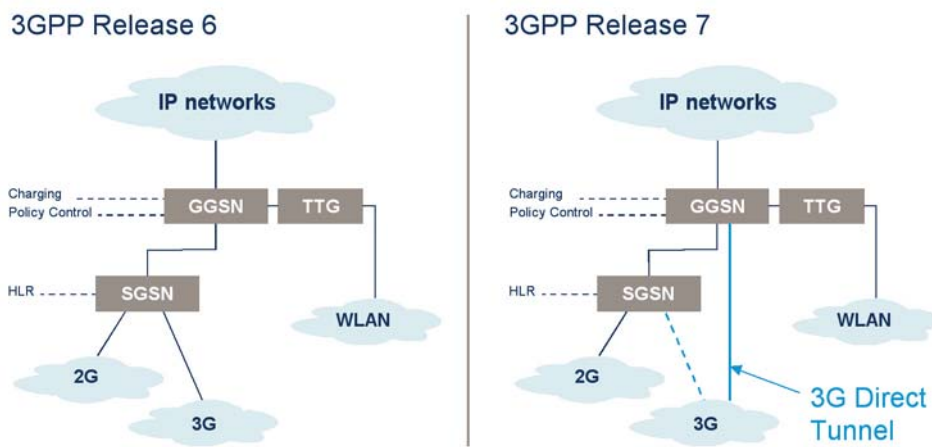 3GPP Release 6
IP networks
Charging
Policy Control
GGSN
TTG
HLR
SGSN
WLAN
2G
3G
3GPP Release 7
IP networks
Charging
Policy Control
GGSN
TTG
HLR
SGSN
WLAN
2G
3G
3G Direct
Tunnel